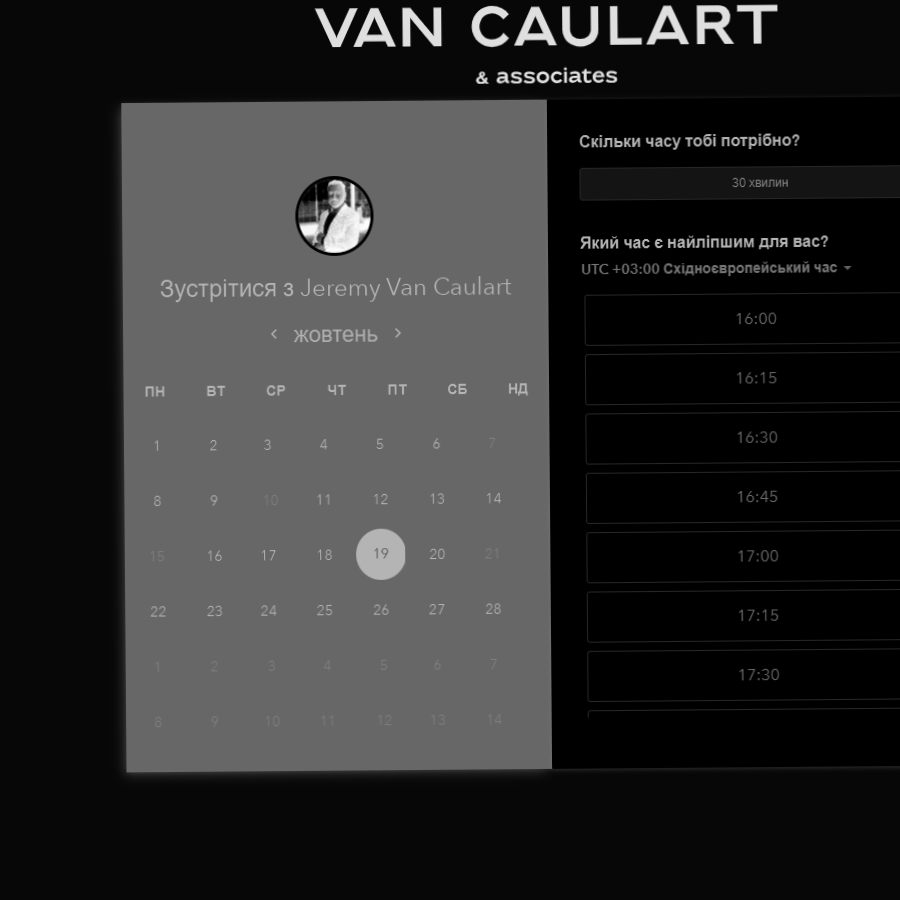 VAN CAULART
& associates
Зустрітися з Jeremy Van Caulart
жовтень
ПН ВТ СР ЧТ ПТ СБ НД
1 2 3 4 5 6 7
8 9 10 11 12 13 14
15 16 17 18 19 20 21
22 23 24 25 26 27 28
1 2 3 4 5 6 7
8 9 10 11 12 13 14
Скільки часу тобі потрібно?
30 хвилин
Який час є найліпшим для вас?
UTC +03:00 Східноєвропейський час
16:00
16:15
16:30
16:45
17:00
17:15
17:30